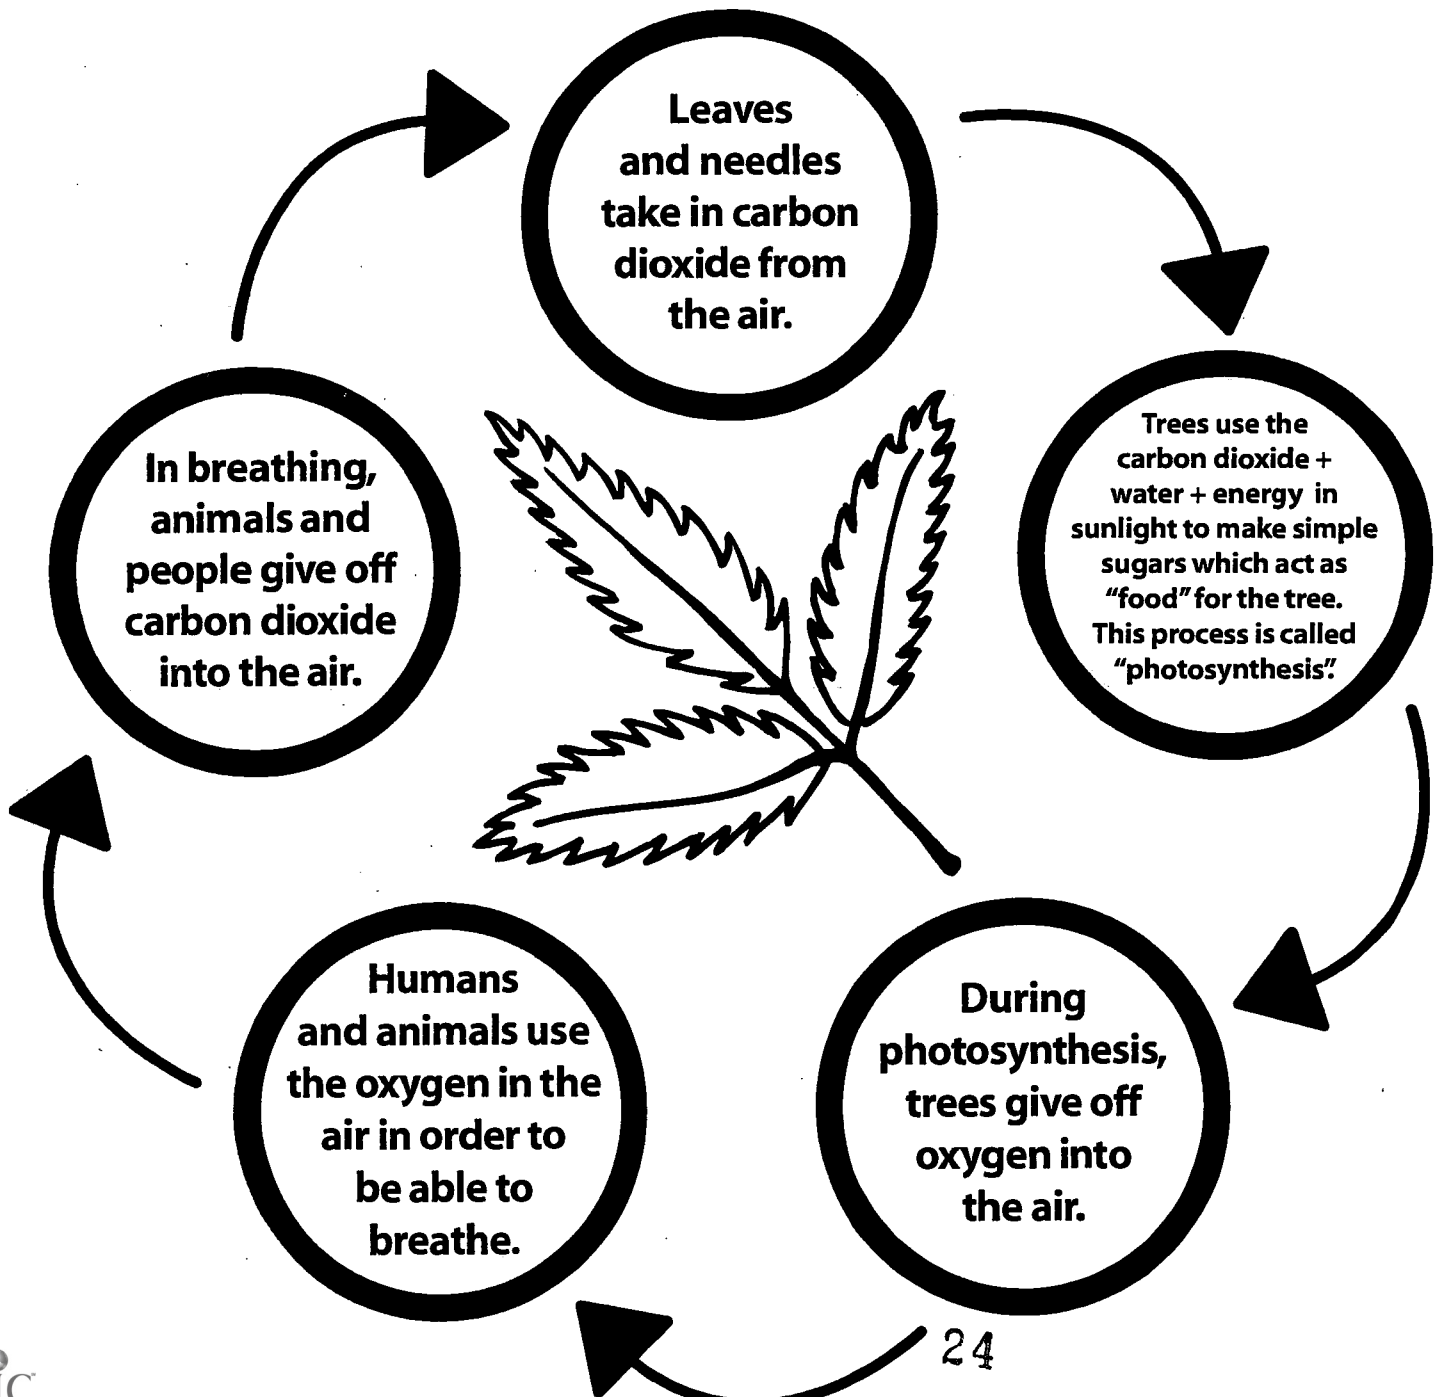 Leaves
and needles
take in carbon
dioxide from
the air.
Trees use the
carbon dioxide +
water + energy in
sunlight to make simple
sugars which act as
“food” for the tree.
This process is called
“photosynthesis”.
During
photosynthesis,
trees give off
oxygen into
the air.
Humans
and animals use
the oxygen in the
air in order to
be able to
breathe.
In breathing,
animals and
people give off
carbon dioxide
into the air.
24